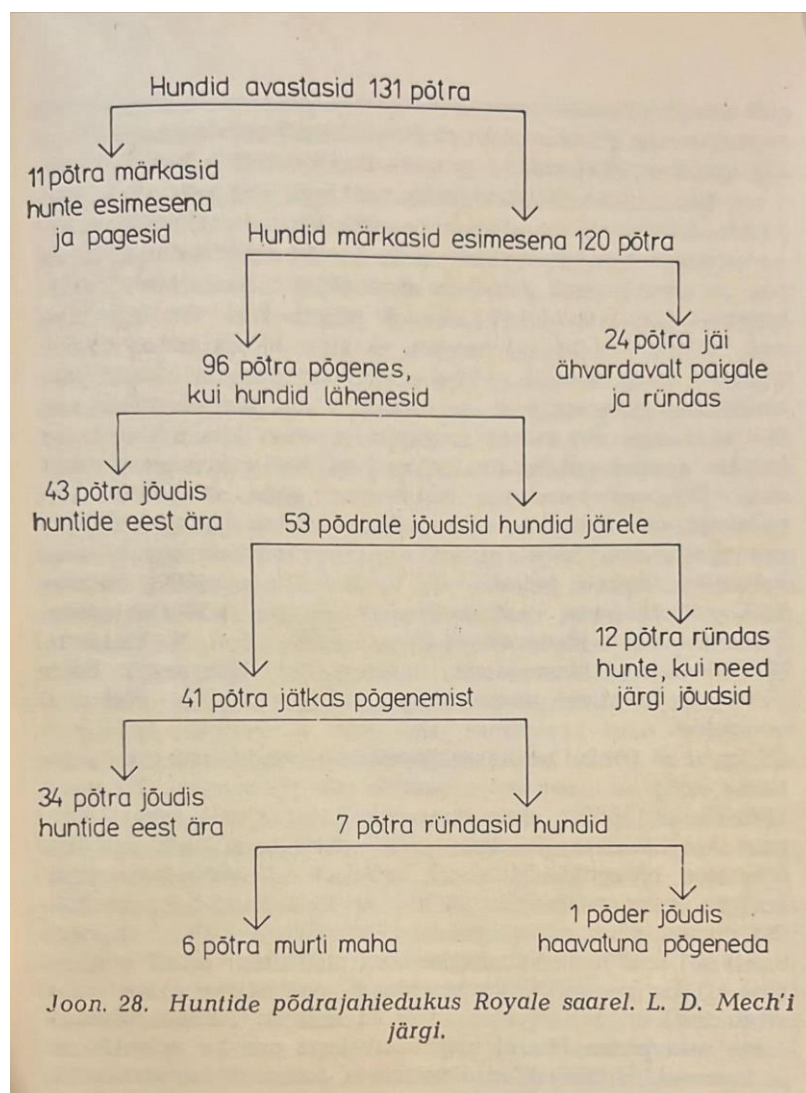 Hundid avastasid 131 põtra
11 põtra märkasid
hunte esimesena
ja pagesid
Hundid märkasid esimesena 120 põtra
96 põtra põgenes,
kui hundid lähenesid
24 põtra jäi
ähvardavalt paigale
ja ründas
43 põtra jõudis
huntide eest ära
53 põdrale jõudsid hundid järele
41 põtra jätkas põgenemist
12 põtra ründas
hunte, kui need
järgi jõudsid
34 põtra jõudis
huntide eest ära
7 põtra ründasid hundid
6 põtra murti maha
1 põder jõudis
haavatuna põgeneda
Joon. 28. Huntide põdrajahiedukus Royale saarel. L. D. Mech'i
järgi.